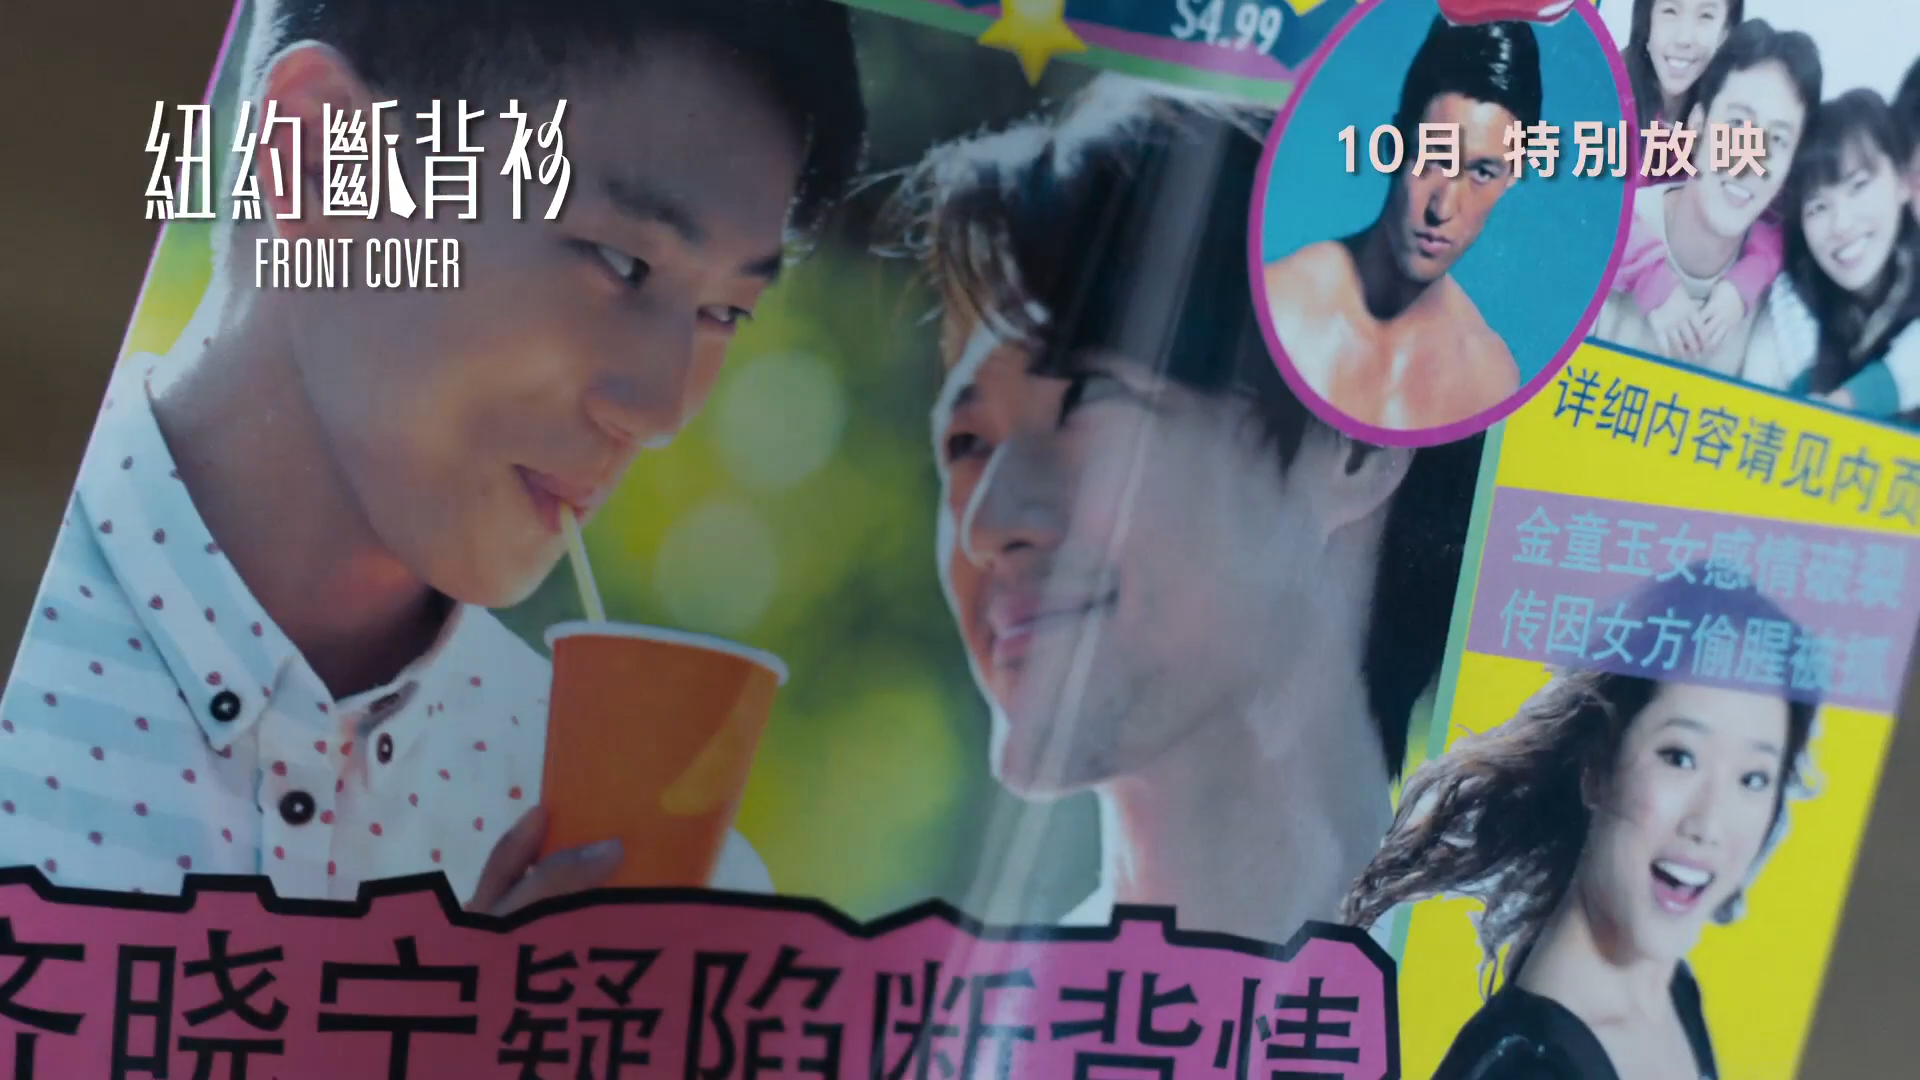 $4.99
紐約斷背衫
FRONT COVER
10月 特別放映
详细内容请见内页
金童玉女感情破裂
传因女方偷腥被抓
齐晓宁疑陷断背情